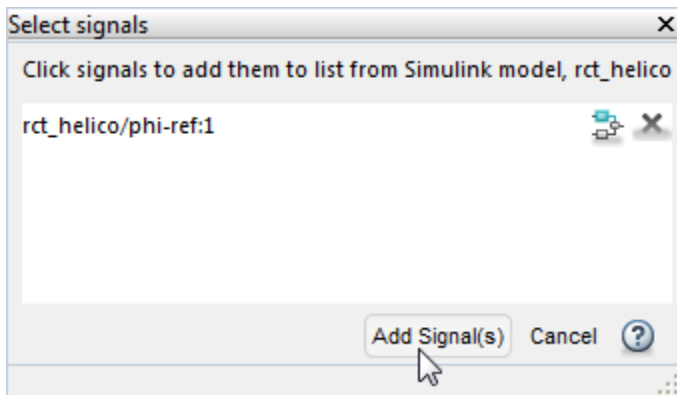 Select signals
Click signals to add them to list from Simulink model, rct_helico
rct_helico/phi-ref:1
Add Signal(s) Cancel ?